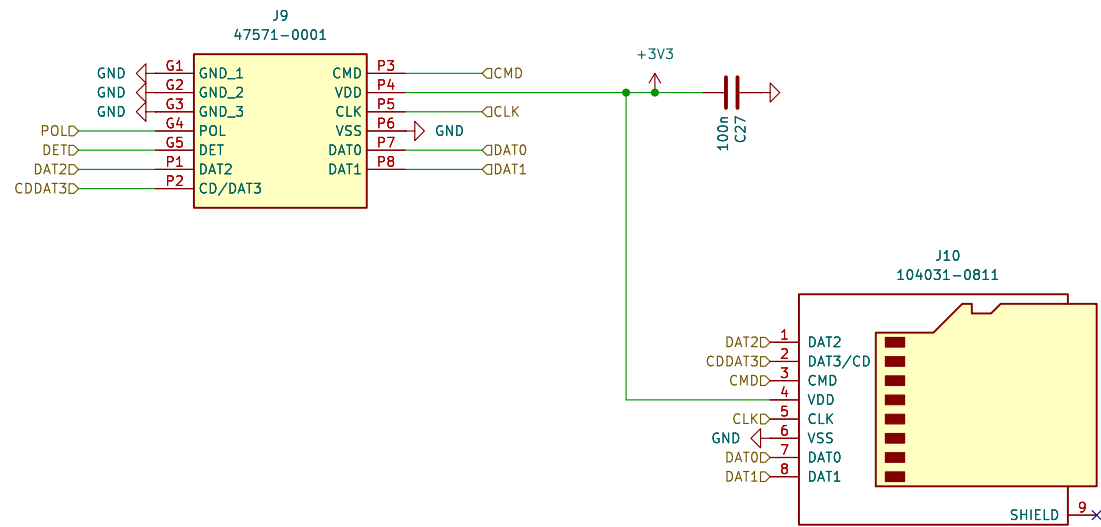 J9
47571-0001
GND G1 GND_1 CMD P3 CMD
GND G2 GND_2 VDD P4
GND G3 GND_3 CLK P5 CLK
POL G4 POL VSS P6 GND
DET G5 DET DAT0 P7 DAT0
DAT2 P1 DAT2 DAT1 P8 DAT1
CDDAT3 P2 CD/DAT3
+3V3
100n
C27
J10
104031-0811
DAT2 1 DAT2
CDDAT3 2 DAT3/CD
CMD 3 CMD
4 VDD
CLK 5 CLK
GND 6 VSS
DAT0 7 DAT0
DAT1 8 DAT1
SHIELD 9